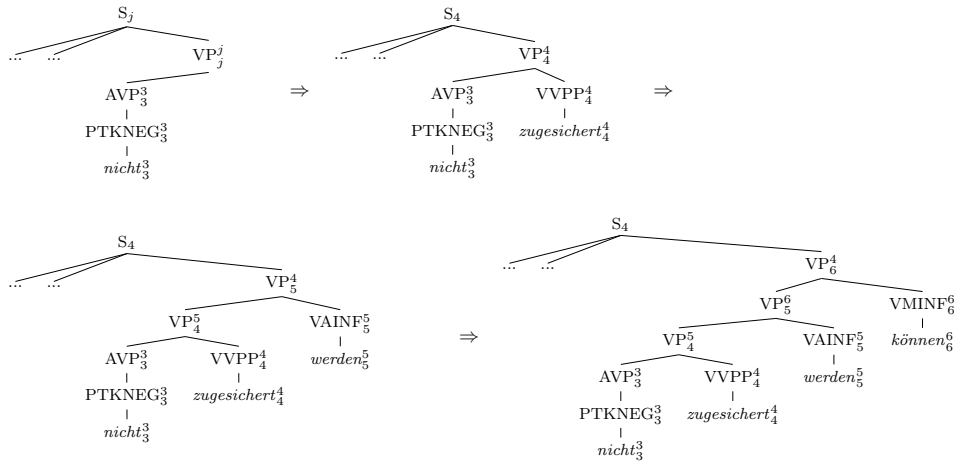 S_j S_4
... ... VP^j_j ... ... VP^4_4
AVP^3_3 ⇒ AVP^3_3 VVPP^4_4 ⇒
PTKNEG^3_3 PTKNEG^3_3 zugesichert^4_4
nicht^3_3 nicht^3_3
S_4 S_4
... ... VP^4_5 ... ... VP^4_6
VP^5_4 VAINF^5_5 VP^6_5 VMINF^6_6
AVP^3_3 VVPP^4_4 werden^5_5 ⇒ VP^5_4 VAINF^5_5 können^6_6
PTKNEG^3_3 zugesichert^4_4 AVP^3_3 VVPP^4_4 werden^5_5
nicht^3_3 PTKNEG^3_3 zugesichert^4_4
nicht^3_3